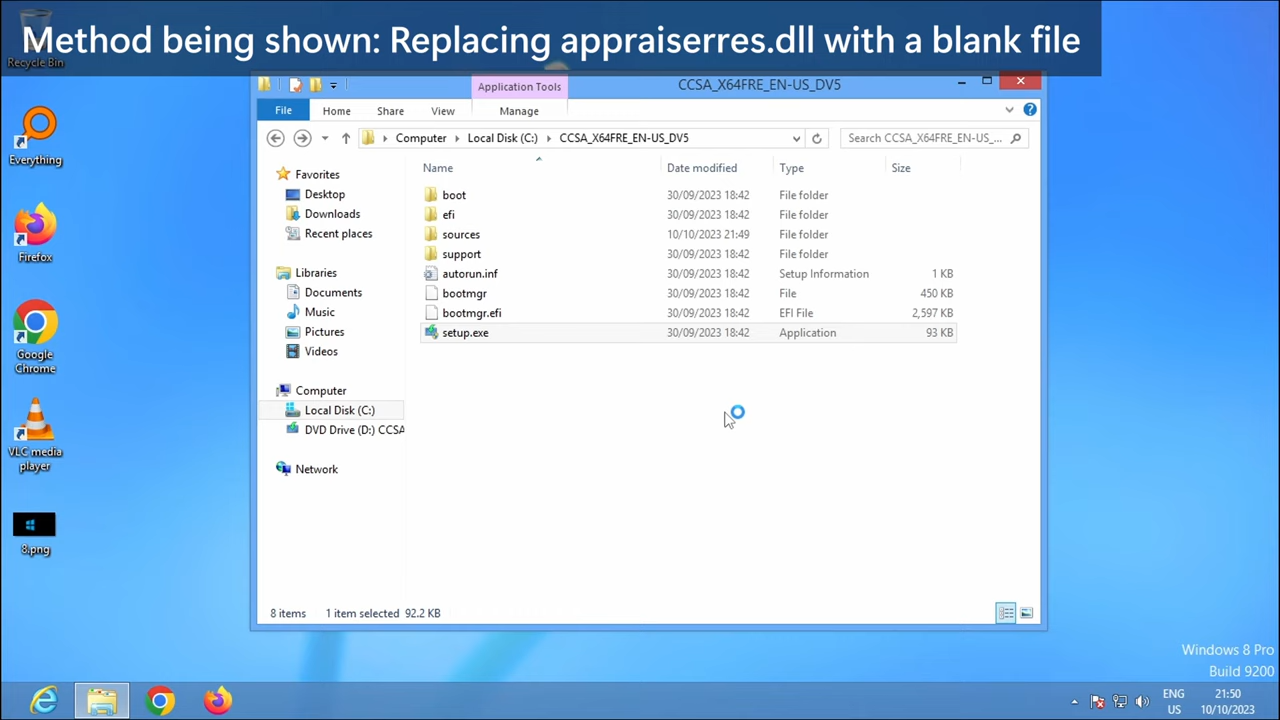 Method being shown: Replacing appraiserres.dll with a blank file
Recycle Bin
Everything
Firefox
Google
Chrome
VLC media
player
8.png
Application Tools
CCSA_X64FRE_EN-US_DV5
File
Home
Share
View
Manage
Computer
Local Disk (C:)
CCSA_X64FRE_EN-US_DV5
Search CCSA_X64FRE_EN-US_...
Favorites
Desktop
Downloads
Recent places
Libraries
Documents
Music
Pictures
Videos
Computer
Local Disk (C:)
DVD Drive (D:) CCSA
Network
Name Date modified Type Size
boot 30/09/2023 18:42 File folder
efi 30/09/2023 18:42 File folder
sources 10/10/2023 21:49 File folder
support 30/09/2023 18:42 File folder
autorun.inf 30/09/2023 18:42 Setup Information 1 KB
bootmgr 30/09/2023 18:42 File 450 KB
bootmgr.efi 30/09/2023 18:42 EFI File 2,597 KB
setup.exe 30/09/2023 18:42 Application 93 KB
8 items 1 item selected 92.2 KB
Windows 8 Pro
Build 9200
ENG
US
21:50
10/10/2023